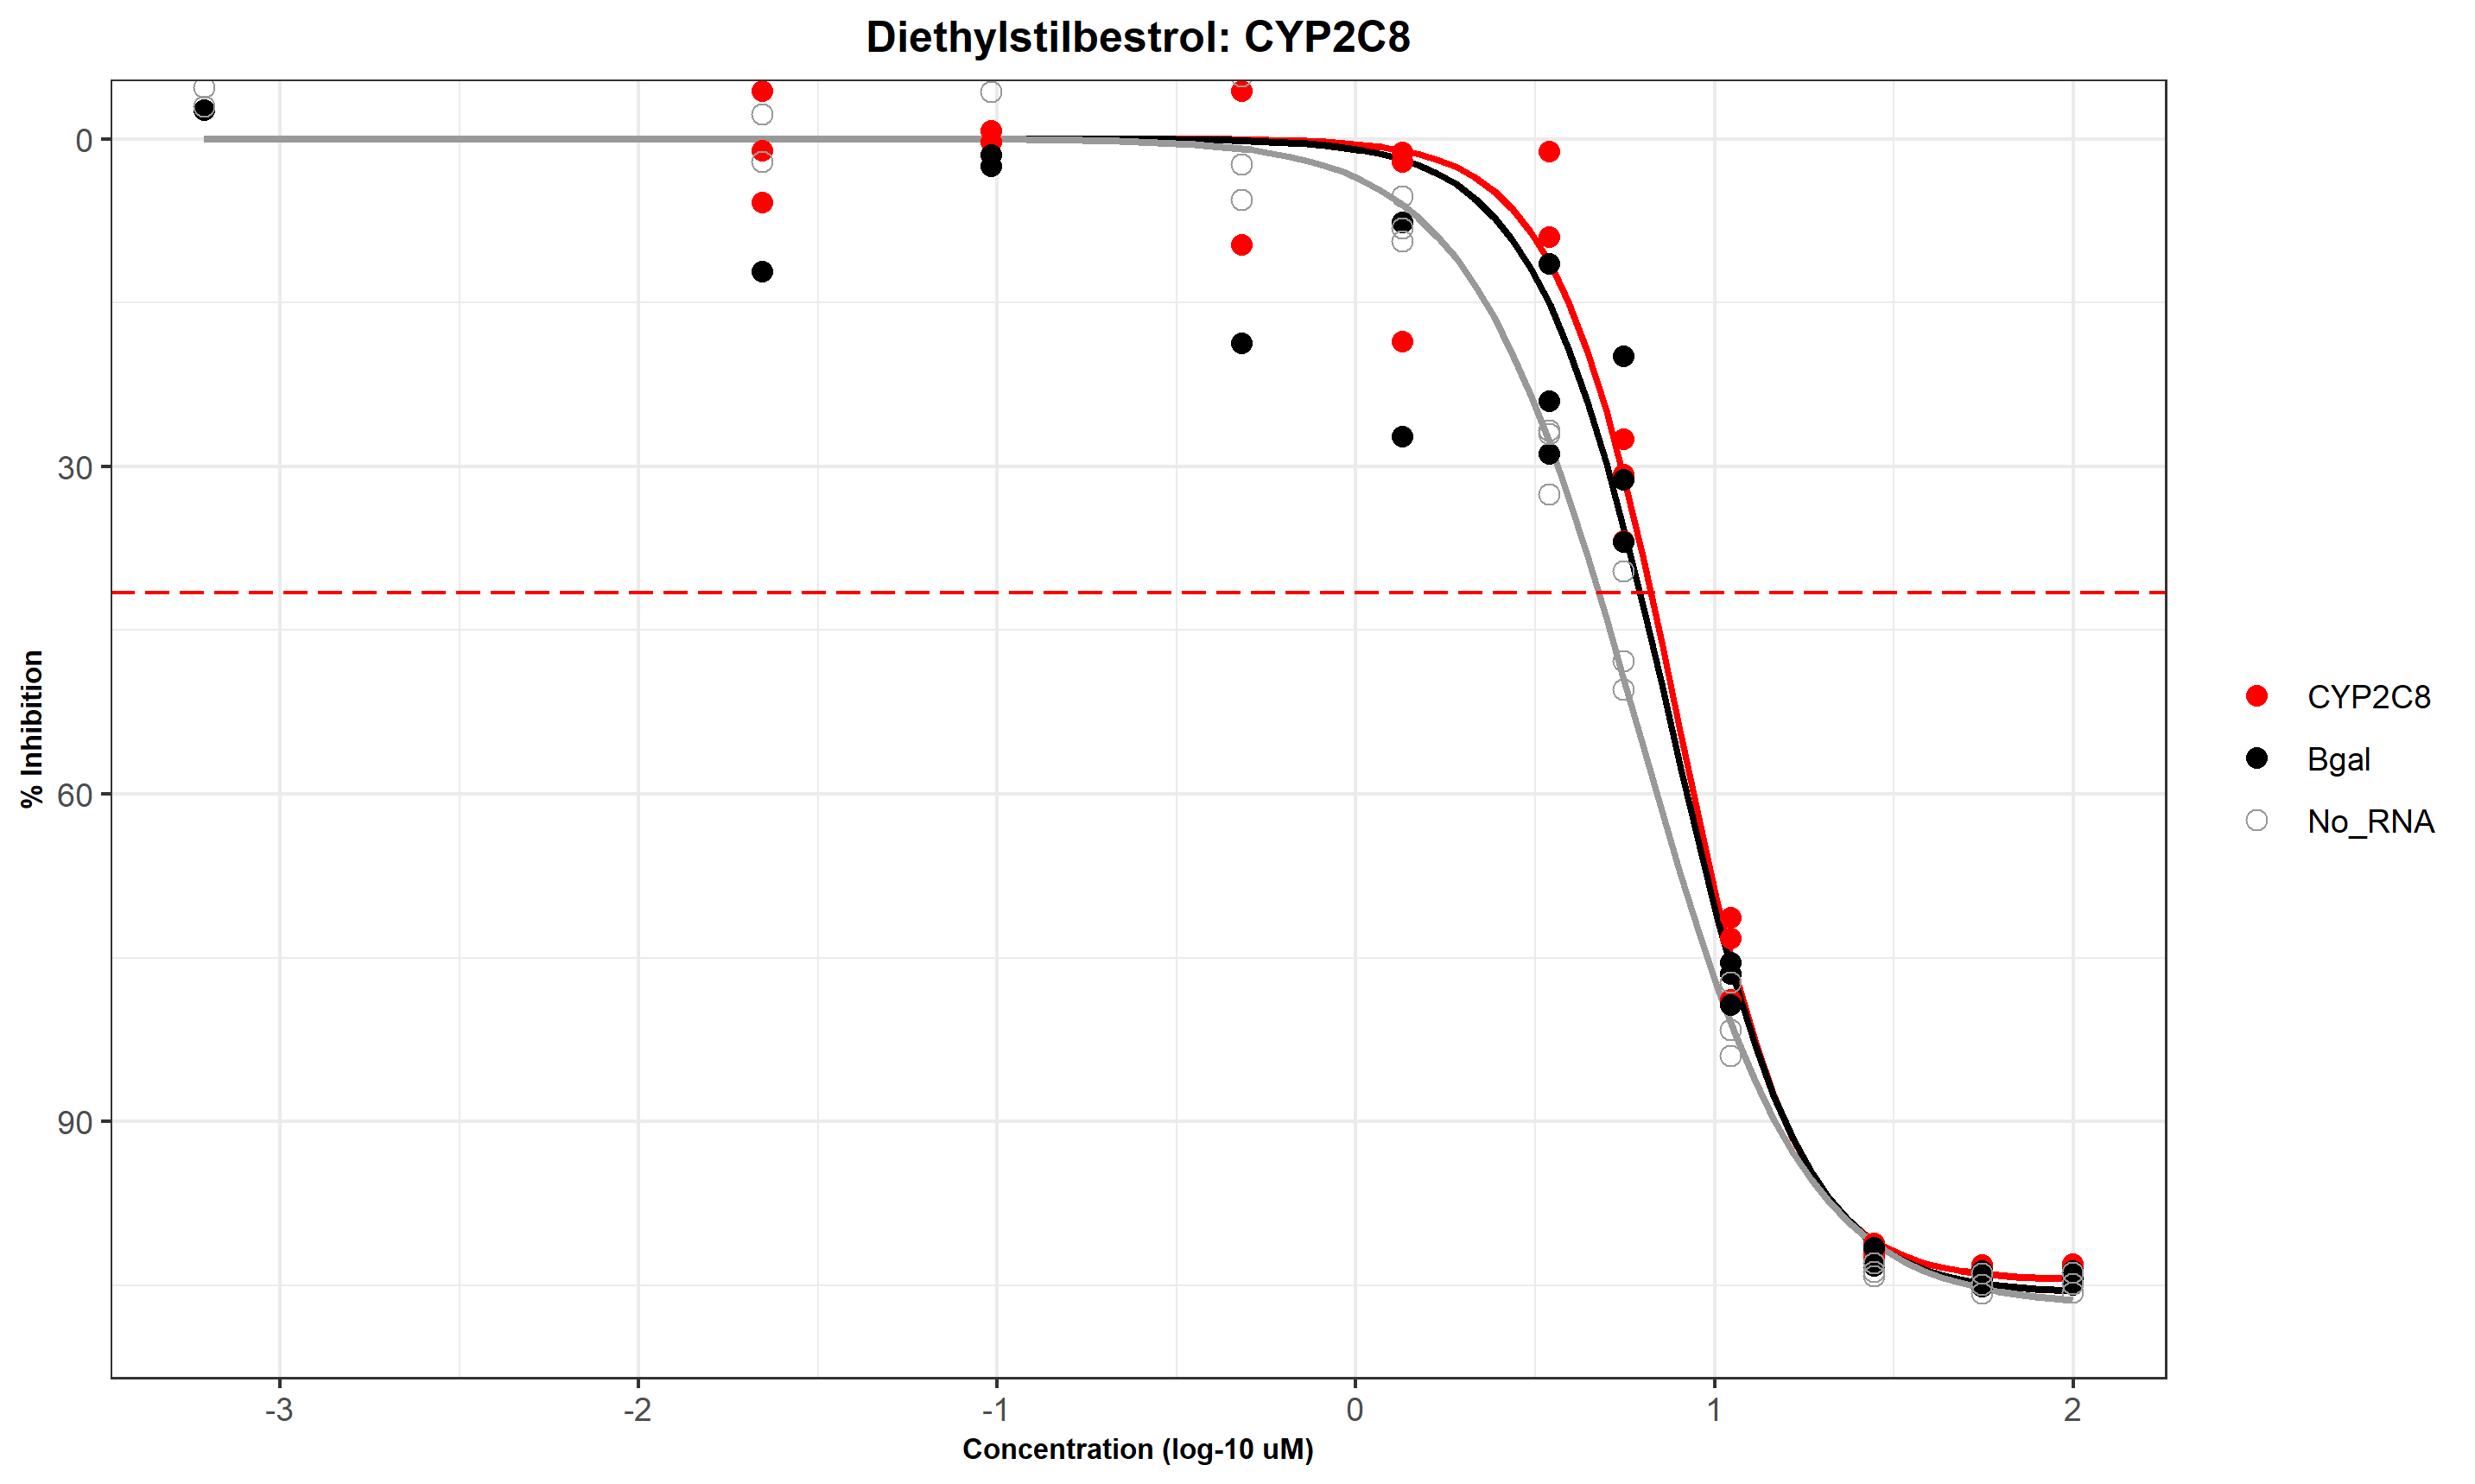 Diethylstilbestrol: CYP2C8
% Inhibition
0
30
60
90
-3
-2
-1
0
1
2
Concentration (log-10 uM)
CYP2C8
Bgal
No_RNA